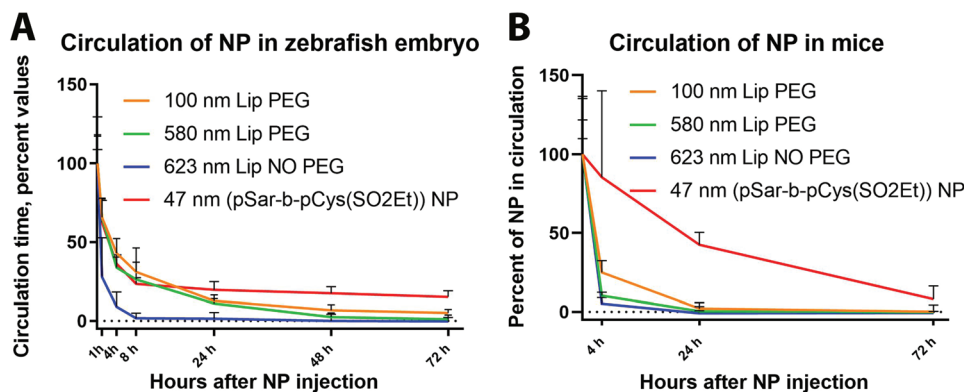 A
Circulation of NP in zebrafish embryo
Circulation time, percent values
150
100
50
0
100 nm Lip PEG
580 nm Lip PEG
623 nm Lip NO PEG
47 nm (pSar-b-pCys(SO2Et)) NP
1h
4h
8 h
24 h
48 h
72 h
Hours after NP injection
B
Circulation of NP in mice
Percent of NP in circulation
150
100
50
0
100 nm Lip PEG
580 nm Lip PEG
623 nm Lip NO PEG
47 nm (pSar-b-pCys(SO2Et)) NP
4 h
24 h
72 h
Hours after NP injection